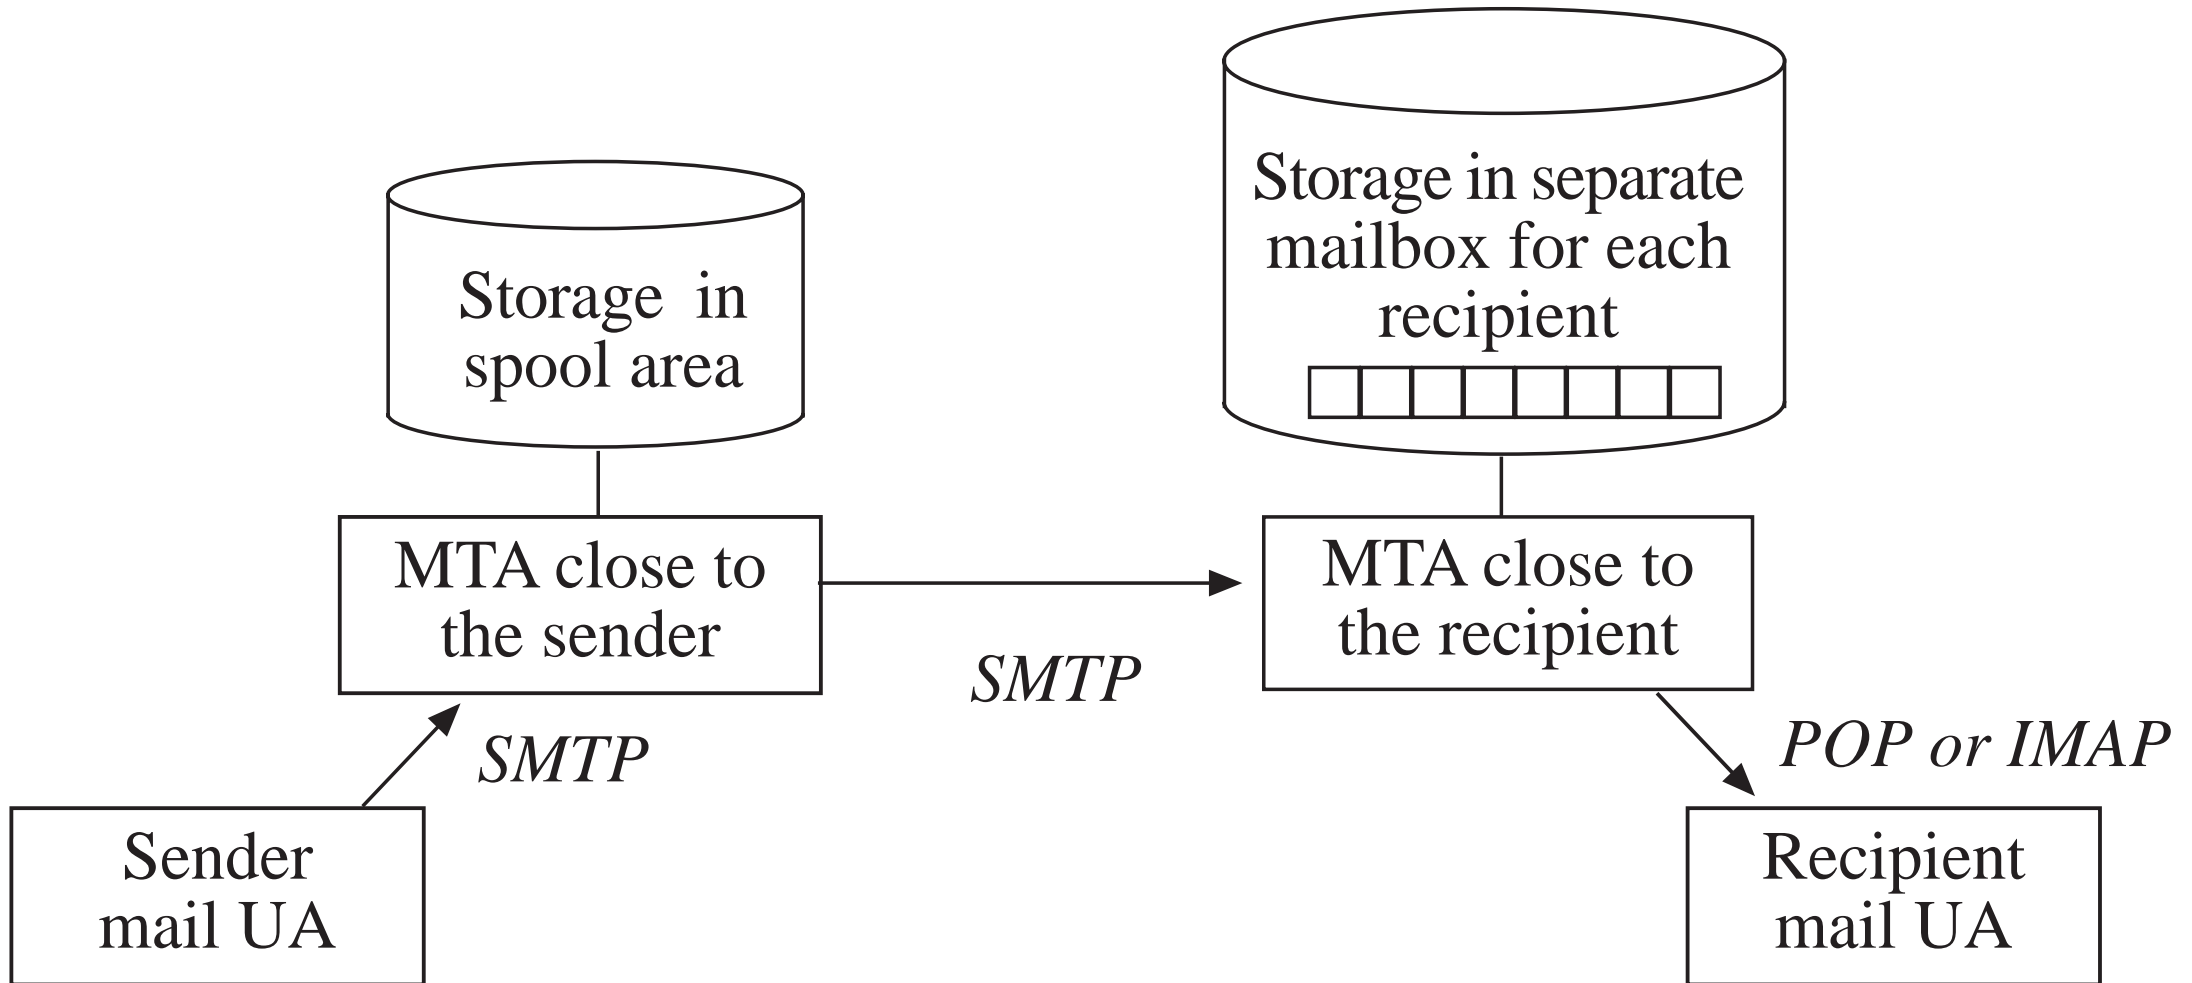 Storage in separate
mailbox for each
recipient
Storage in
spool area
MTA close to
the sender
MTA close to
the recipient
SMTP
SMTP
POP or IMAP
Sender
mail UA
Recipient
mail UA